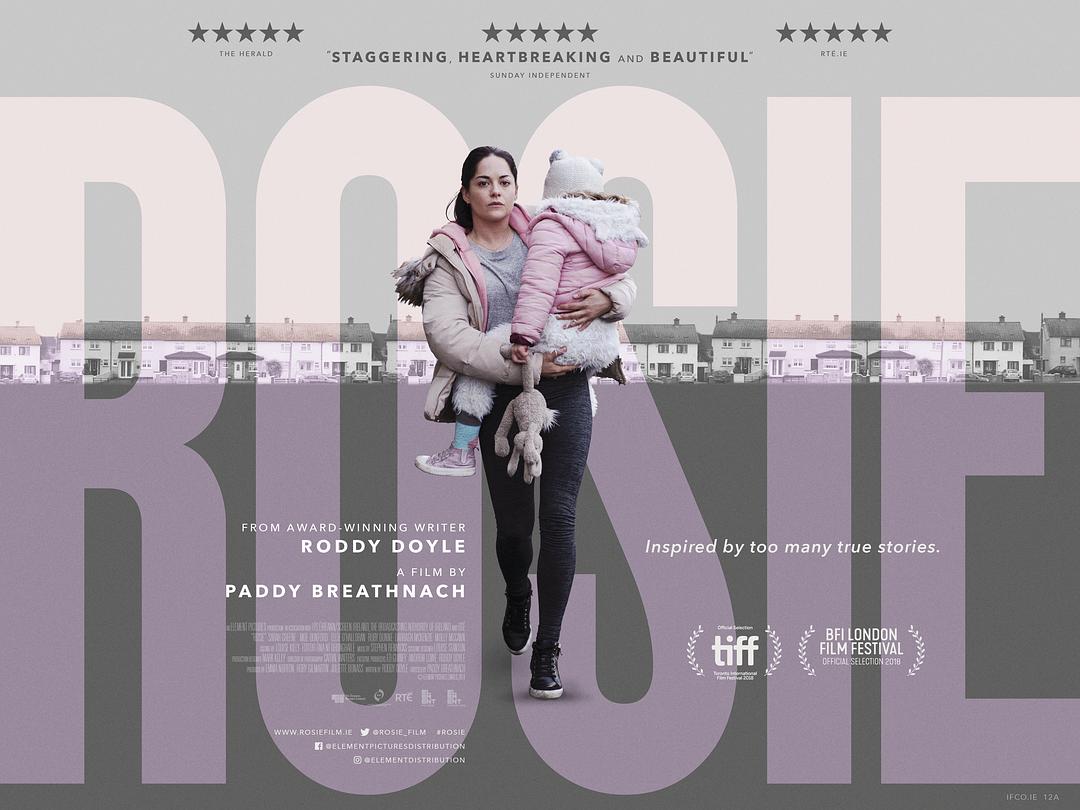 ★★★★★
THE HERALD
★★★★★
"STAGGERING, HEARTBREAKING AND BEAUTIFUL"
SUNDAY INDEPENDENT
★★★★★
RTÉ.IE
ROSIE
FROM AWARD-WINNING WRITER
RODDY DOYLE
A FILM BY
PADDY BREATHNACH
WWW.ROSIEFILM.IE @ROSIE_FILM #ROSIE
@ELEMENTPICTURESDISTRIBUTION
@ELEMENTDISTRIBUTION
RTÉ
Inspired by too many true stories.
Official Selection
tiff
Toronto International
Film Festival 2018
BFI LONDON
FILM FESTIVAL
OFFICIAL SELECTION 2018
IFCO.IE 12A